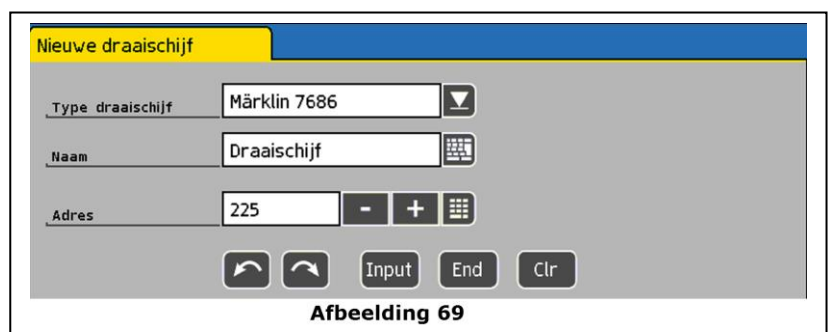 Nieuwe draaischijf
Type draaischijf Märklin 7686
Naam Draaischijf
Adres 225 - +
Input End Clr
Afbeelding 69